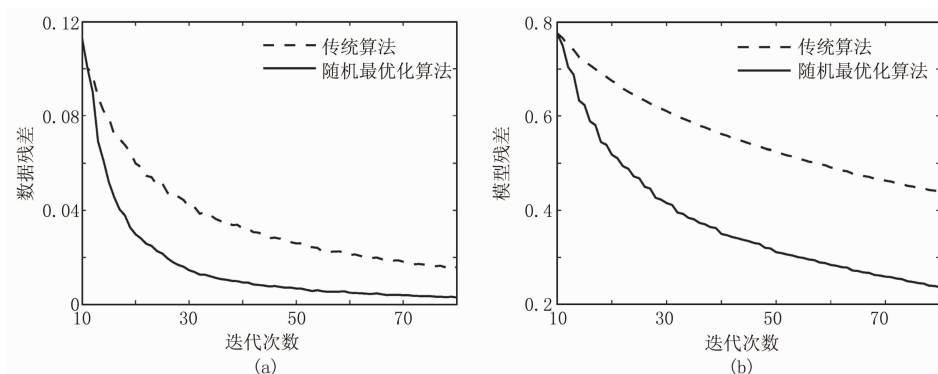 0.12
0.08
0.04
0
10
30
50
70
数据残差
迭代次数
(a)
传统算法
随机最优化算法
0.8
0.6
0.4
0.2
10
30
50
70
模型残差
迭代次数
(b)
传统算法
随机最优化算法